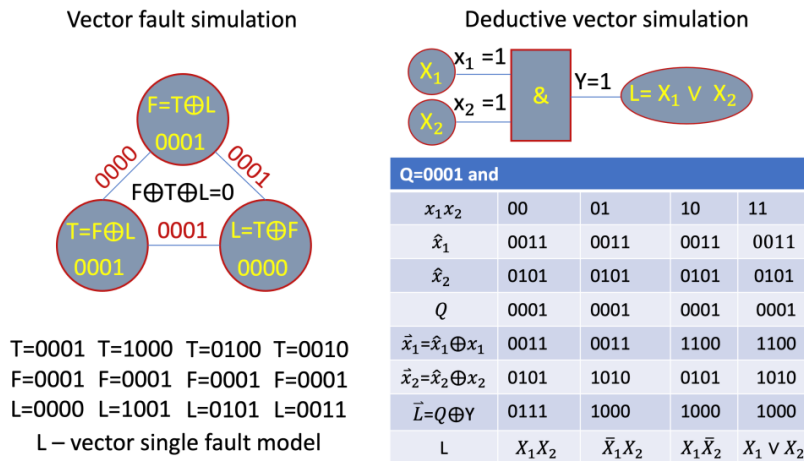 Vector fault simulation
F=T⊕L
0001
0000
0001
F⊕T⊕L=0
T=F⊕L
0001
0001
L=T⊕F
0000
T=0001 T=1000 T=0100 T=0010
F=0001 F=0001 F=0001 F=0001
L=0000 L=1001 L=0101 L=0011
L – vector single fault model
Deductive vector simulation
X₁
x₁ =1
X₂
x₂ =1
&
Y=1
L= X₁ ∨ X₂
Q=0001 and
x₁x₂ 00 01 10 11
x̂₁ 0011 0011 0011 0011
x̂₂ 0101 0101 0101 0101
Q 0001 0001 0001 0001
x⃗₁=x̂₁⊕x₁ 0011 0011 1100 1100
x⃗₂=x̂₂⊕x₂ 0101 1010 0101 1010
L⃗=Q⊕Y 0111 1000 1000 1000
L X₁X₂ X̄₁X₂ X₁X̄₂ X₁ ∨ X₂